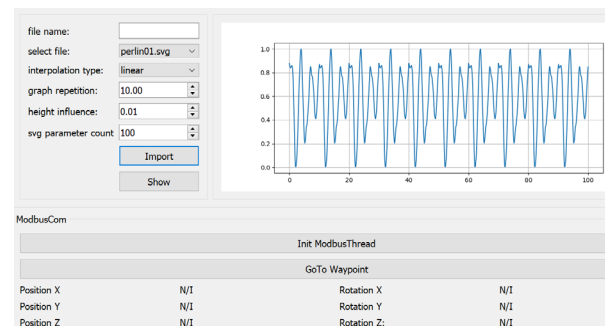 file name:
select file: perlin01.svg
interpolation type: linear
graph repetition: 10.00
height influence: 0.01
svg parameter count 100
Import
Show
1.0
0.8
0.6
0.4
0.2
0.0
0 20 40 60 80 100
ModbusCom
Init ModbusThread
GoTo Waypoint
Position X N/I Rotation X N/I
Position Y N/I Rotation Y N/I
Position Z N/I Rotation Z: N/I